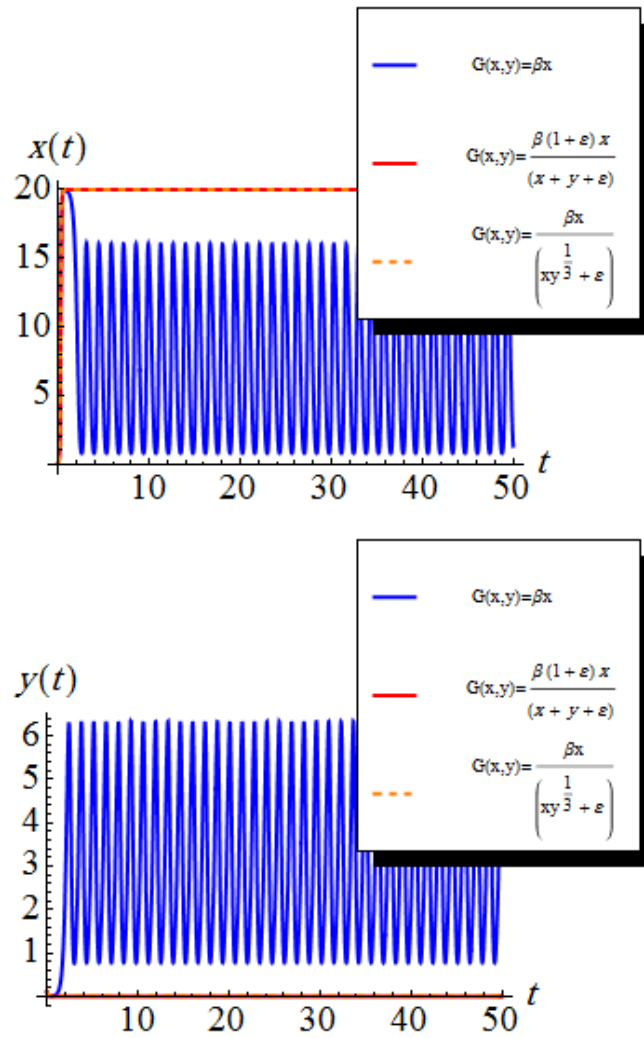 G(x,y)=βx
G(x,y)= β (1 + ε) x / (x + y + ε)
G(x,y)= βx / (xy^(1/3) + ε)
x(t)
20
15
10
5
10 20 30 40 50 t
G(x,y)=βx
G(x,y)= β (1 + ε) x / (x + y + ε)
G(x,y)= βx / (xy^(1/3) + ε)
y(t)
6
5
4
3
2
1
0 10 20 30 40 50 t